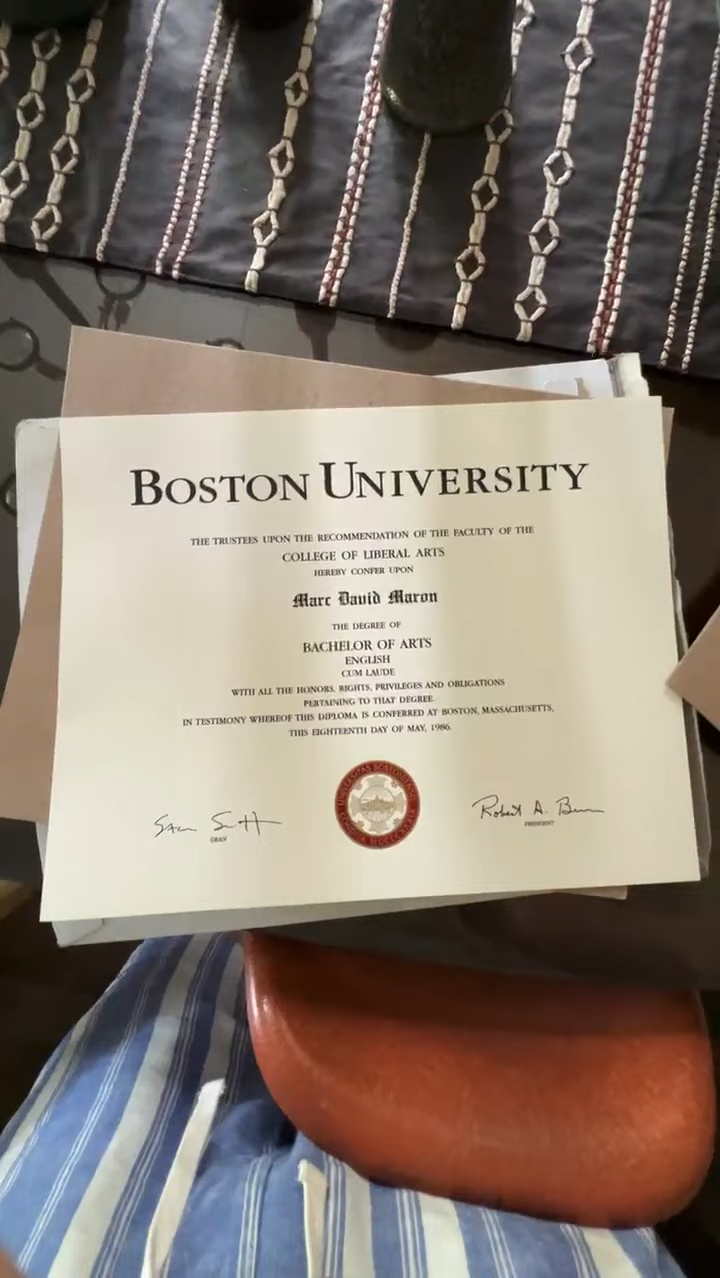 BOSTON UNIVERSITY
THE TRUSTEES UPON THE RECOMMENDATION OF THE FACULTY OF THE
COLLEGE OF LIBERAL ARTS
HEREBY CONFER UPON
Marc David Maron
THE DEGREE OF
BACHELOR OF ARTS
ENGLISH
CUM LAUDE
WITH ALL THE HONORS, RIGHTS, PRIVILEGES AND OBLIGATIONS
PERTAINING TO THAT DEGREE.
IN TESTIMONY WHEREOF THIS DIPLOMA IS CONFERRED AT BOSTON, MASSACHUSETTS,
THIS EIGHTEENTH DAY OF MAY, 1986.
Robert A.
DEAN
PRESIDENT